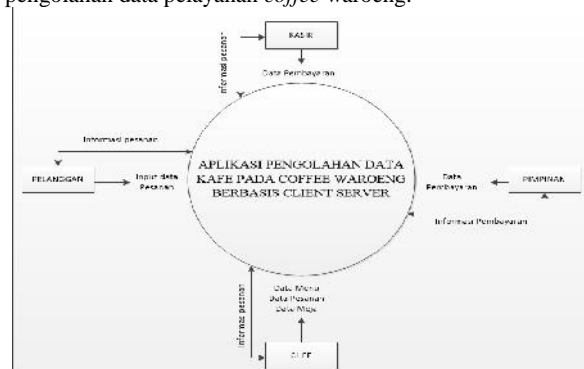 pengolahan data pelayanan coffee waroeng.
KASIR
Informasi pesanan
Data Pembayaran
Informasi pesanan
PELANGGAN
Input data
Pesanan
APLIKASI PENGOLAHAN DATA
KAFE PADA COFFEE WAROENG
BERBASIS CLIENT SERVER
Data
Pembayaran
PIMPINAN
Informasi Pembayaran
Informasi pesanan
Data Menu
Data Pesanan
Data Meja